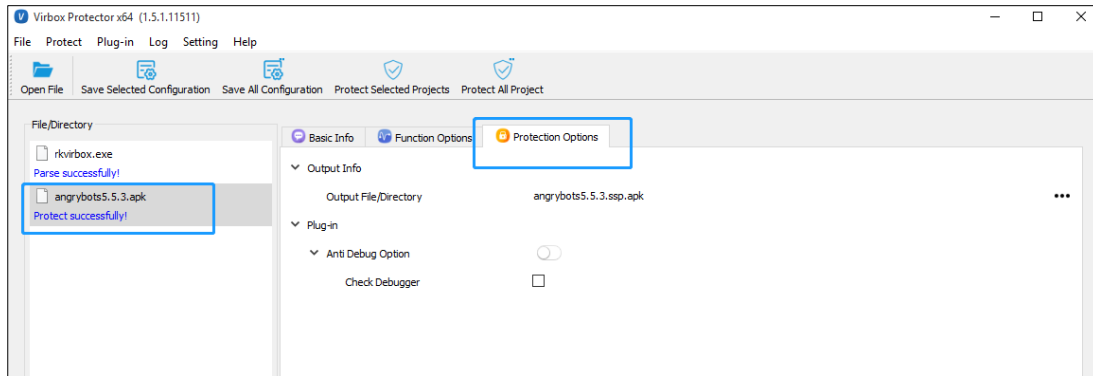 Virbox Protector x64 (1.5.1.11511)
File Protect Plug-in Log Setting Help
Open File Save Selected Configuration Save All Configuration Protect Selected Projects Protect All Project
File/Directory
rkvirbox.exe
Parse successfully!
angrybots5.5.3.apk
Protect successfully!
Basic Info Function Options Protection Options
Output Info
Output File/Directory angrybots5.5.3.ssp.apk •••
Plug-in
Anti Debug Option
Check Debugger